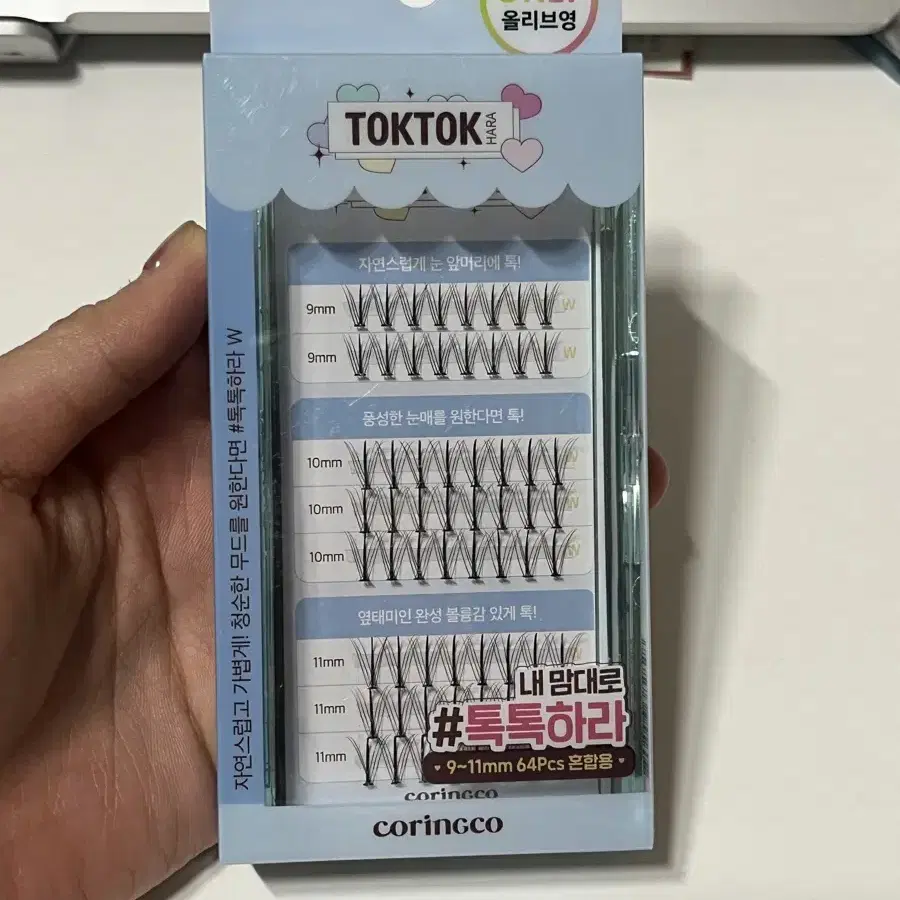 올리브영
TOKTOK
HARA
자연스럽게 눈 앞머리에 톡!
9mm
W
9mm
W
풍성한 눈매를 원한다면 톡!
10mm
W
10mm
W
10mm
W
옆태미인 완성 볼륨감 있게 톡!
11mm
W
11mm
11mm
내 맘대로
#톡톡하라
9~11mm 64Pcs 혼합용
coringco
coringco
자연스럽고 가볍게! 청순한 무드를 원한다면 #톡톡하라 W